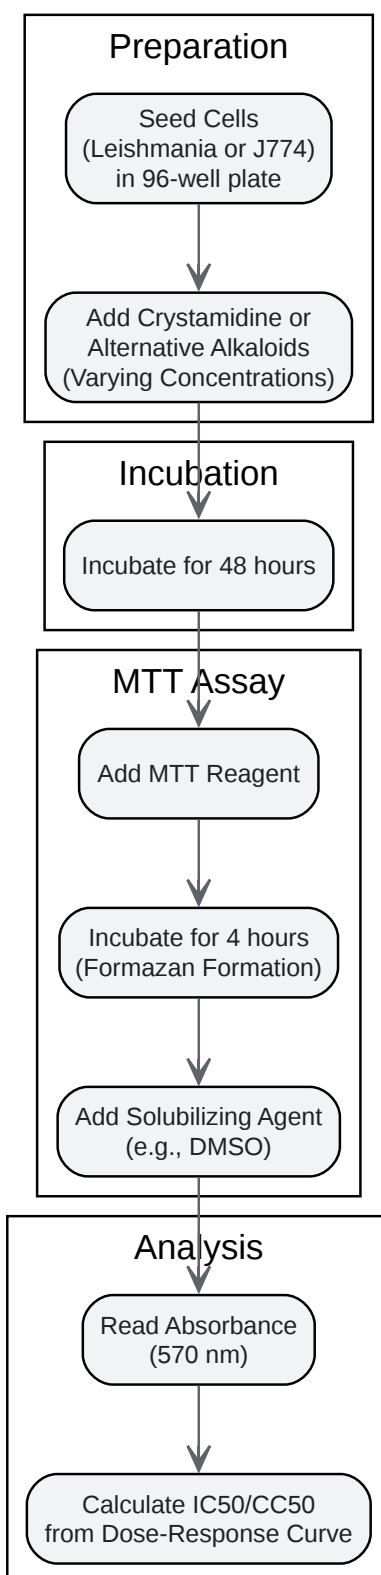 Preparation
Seed Cells
(Leishmania or J774)
in 96-well plate
Add Crystamidine or
Alternative Alkaloids
(Varying Concentrations)
Incubation
Incubate for 48 hours
MTT Assay
Add MTT Reagent
Incubate for 4 hours
(Formazan Formation)
Add Solubilizing Agent
(e.g., DMSO)
Analysis
Read Absorbance
(570 nm)
Calculate IC50/CC50
from Dose-Response Curve